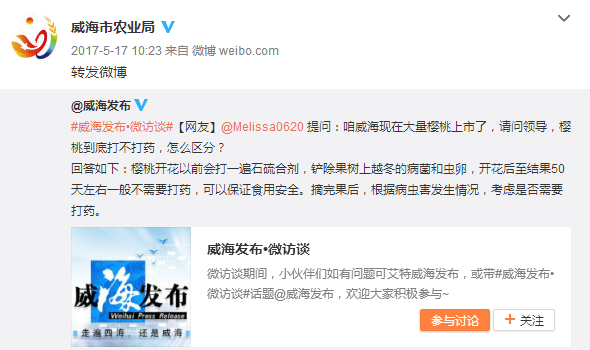 威海市农业局
2017-5-17 10:23 来自 微博 weibo.com
转发微博
@威海发布
#威海发布•微访谈#【网友】@Melissa0620 提问：咱威海现在大量樱桃上市了，请问领导，樱
桃到底打不打药，怎么区分？
回答如下：樱桃开花以前会打一遍石硫合剂，铲除果树上越冬的病菌和虫卵，开花后至结果50
天左右一般不需要打药，可以保证食用安全。摘完果后，根据病虫害发生情况，考虑是否需要
打药。
威海发布
Weihai Press Release
走遍四海，还是威海
威海发布•微访谈
微访谈期间，小伙伴们如有问题可艾特威海发布，或带#威海发布•
微访谈#话题@威海发布，欢迎大家积极参与~
参与讨论
+ 关注